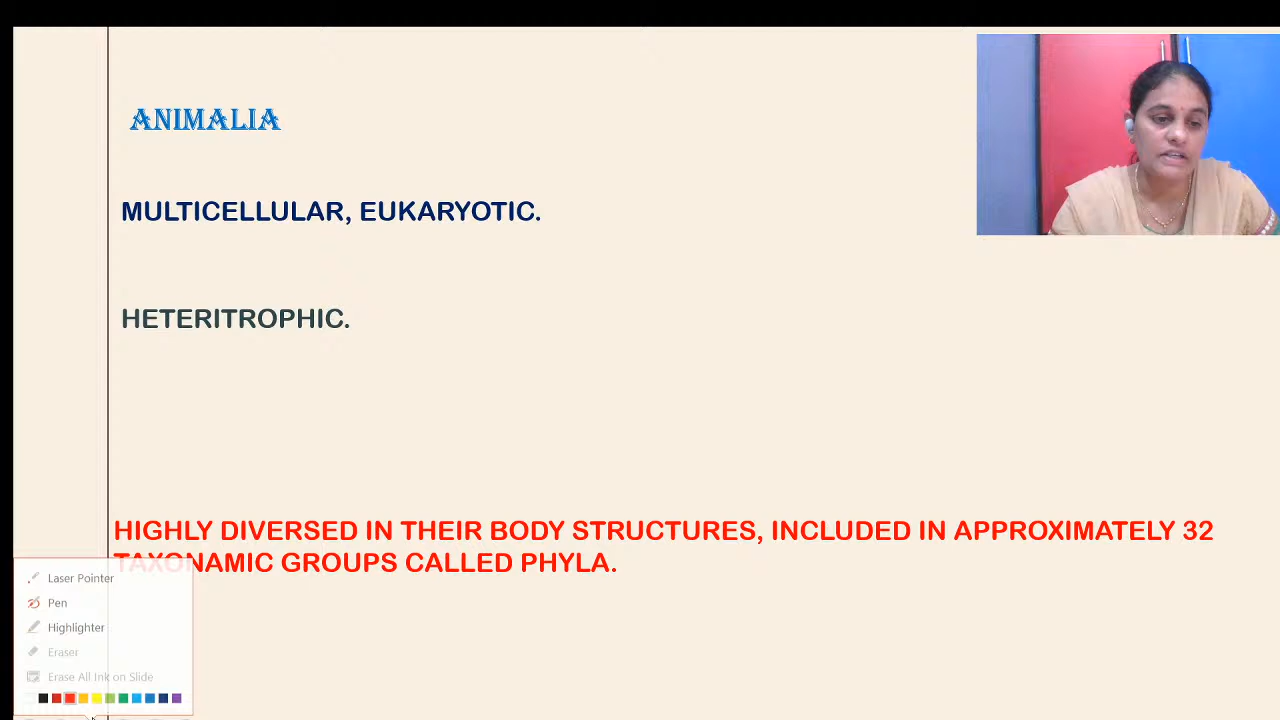 ANIMALIA
MULTICELLULAR, EUKARYOTIC.
HETERITROPHIC.
HIGHLY DIVERSED IN THEIR BODY STRUCTURES, INCLUDED IN APPROXIMATELY 32
TAXONAMIC GROUPS CALLED PHYLA.
Laser Pointer
Pen
Highlighter
Eraser
Erase All Ink on Slide